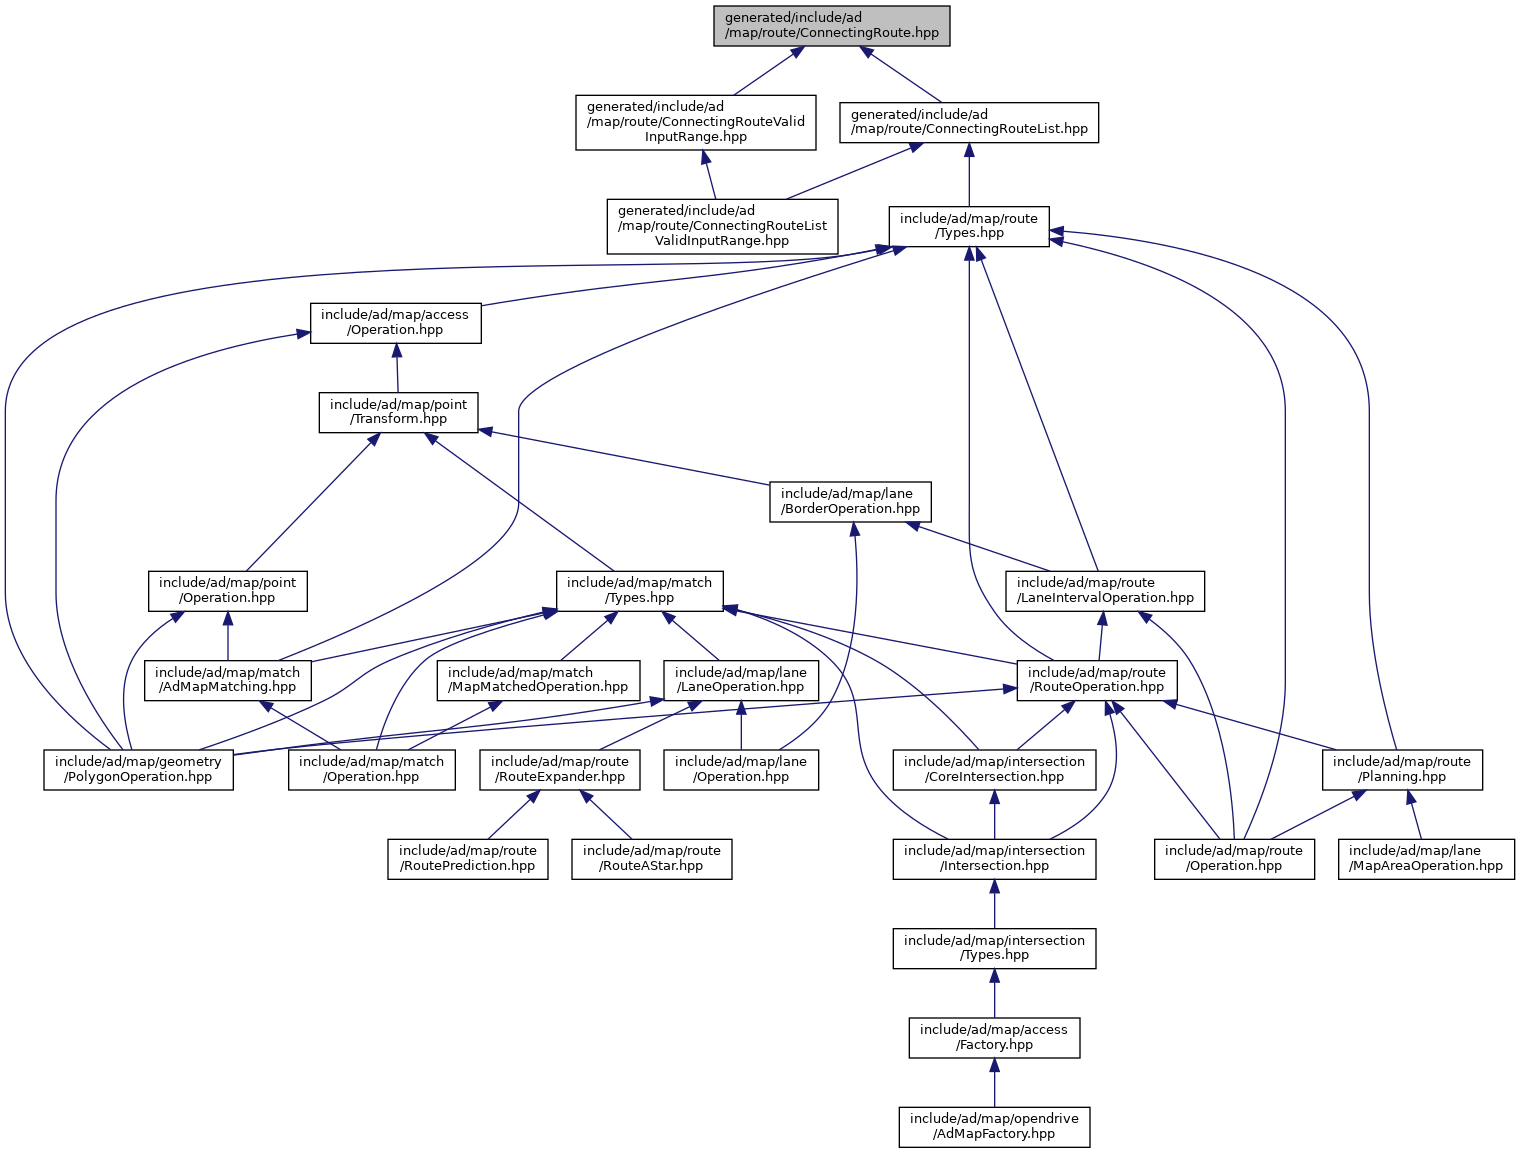 generated/include/ad
/map/route/ConnectingRoute.hpp
generated/include/ad
/map/route/ConnectingRouteValid
InputRange.hpp
generated/include/ad
/map/route/ConnectingRouteList.hpp
generated/include/ad
/map/route/ConnectingRouteList
ValidInputRange.hpp
include/ad/map/route
/Types.hpp
include/ad/map/access
/Operation.hpp
include/ad/map/point
/Transform.hpp
include/ad/map/lane
/BorderOperation.hpp
include/ad/map/point
/Operation.hpp
include/ad/map/match
/Types.hpp
include/ad/map/route
/LaneIntervalOperation.hpp
include/ad/map/match
/AdMapMatching.hpp
include/ad/map/match
/MapMatchedOperation.hpp
include/ad/map/lane
/LaneOperation.hpp
include/ad/map/route
/RouteOperation.hpp
include/ad/map/geometry
/PolygonOperation.hpp
include/ad/map/match
/Operation.hpp
include/ad/map/route
/RouteExpander.hpp
include/ad/map/lane
/Operation.hpp
include/ad/map/intersection
/CoreIntersection.hpp
include/ad/map/route
/Planning.hpp
include/ad/map/route
/RoutePrediction.hpp
include/ad/map/route
/RouteAStar.hpp
include/ad/map/intersection
/Intersection.hpp
include/ad/map/route
/Operation.hpp
include/ad/map/lane
/MapAreaOperation.hpp
include/ad/map/intersection
/Types.hpp
include/ad/map/access
/Factory.hpp
include/ad/map/opendrive
/AdMapFactory.hpp